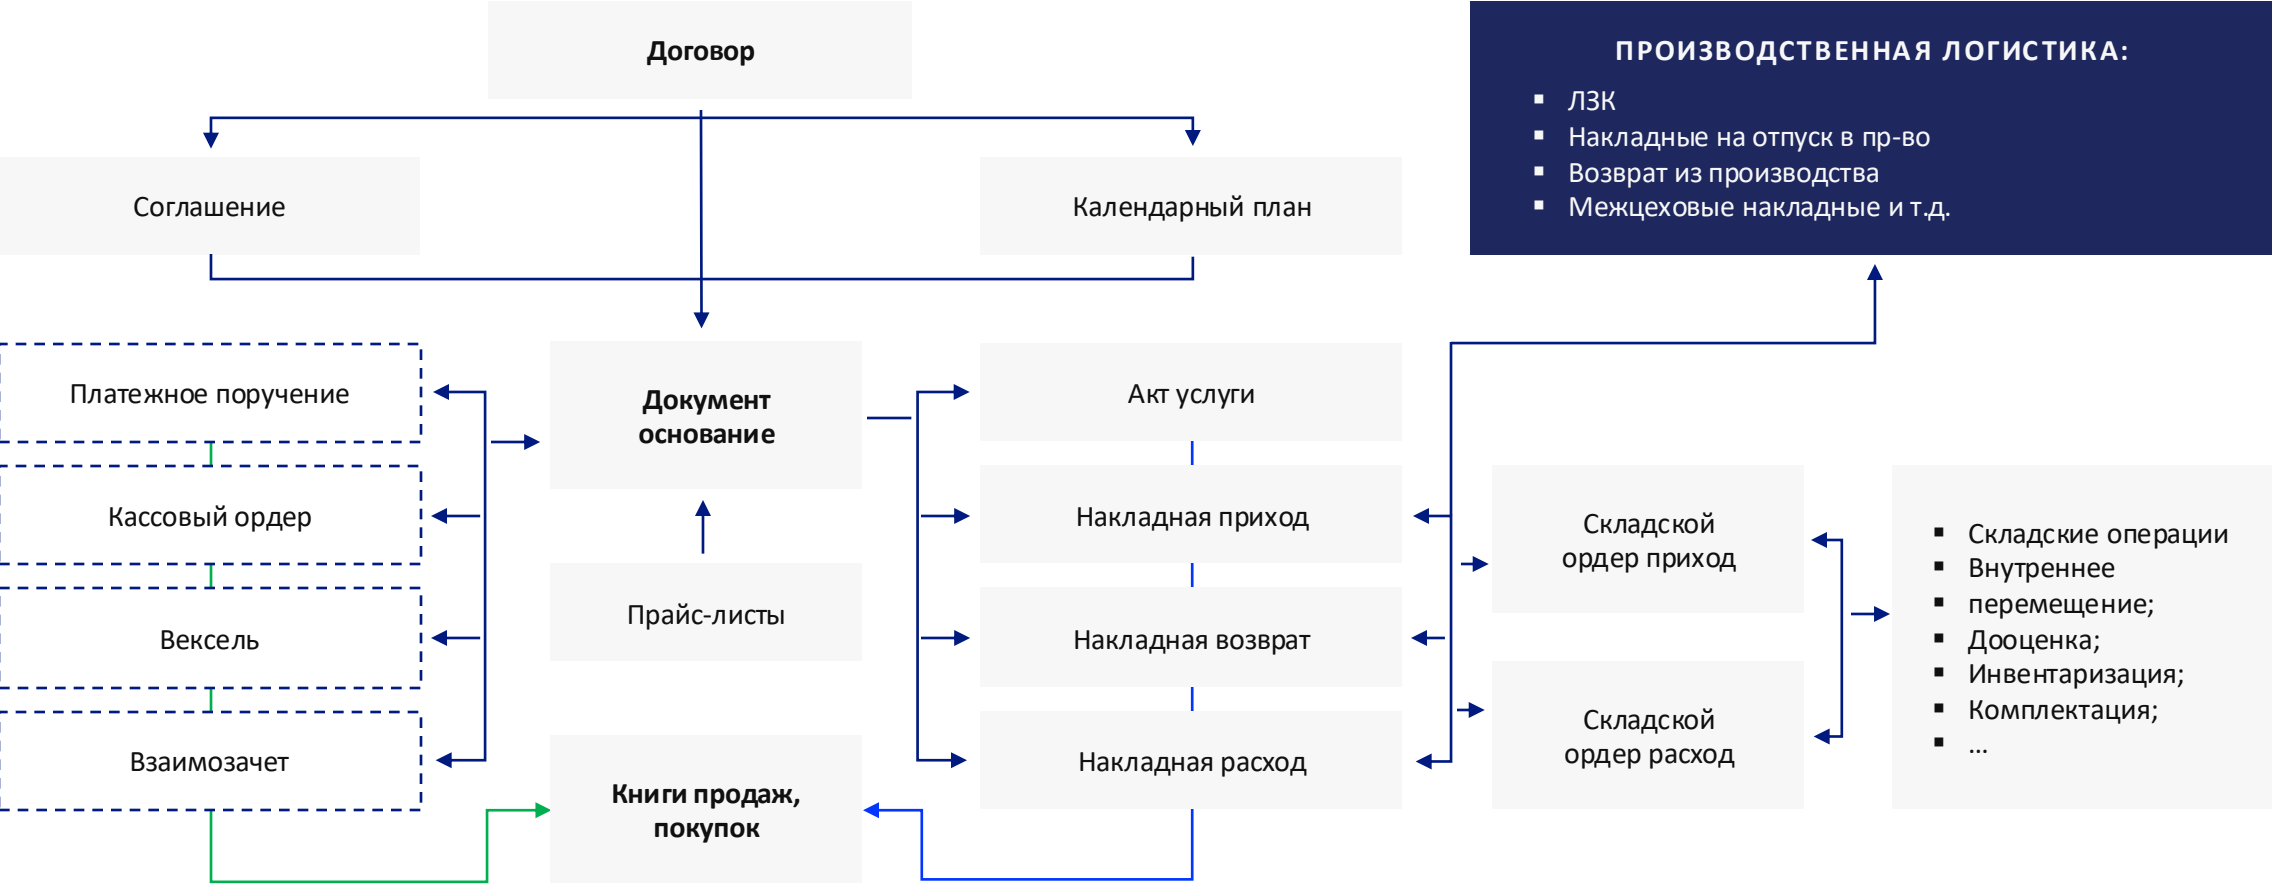 Договор
ПРОИЗВОДСТВЕННАЯ ЛОГИСТИКА:
▪ ЛЗК
▪ Накладные на отпуск в пр-во
▪ Возврат из производства
▪ Межцеховые накладные и т.д.
Соглашение
Календарный план
Платежное поручение
Документ
основание
Акт услуги
Кассовый ордер
Накладная приход
Складской
ордер приход
▪ Складские операции
▪ Внутреннее
▪ перемещение;
▪ Дооценка;
▪ Инвентаризация;
▪ Комплектация;
▪ ...
Прайс-листы
Вексель
Накладная возврат
Складской
ордер расход
Взаимозачет
Накладная расход
Книги продаж,
покупок